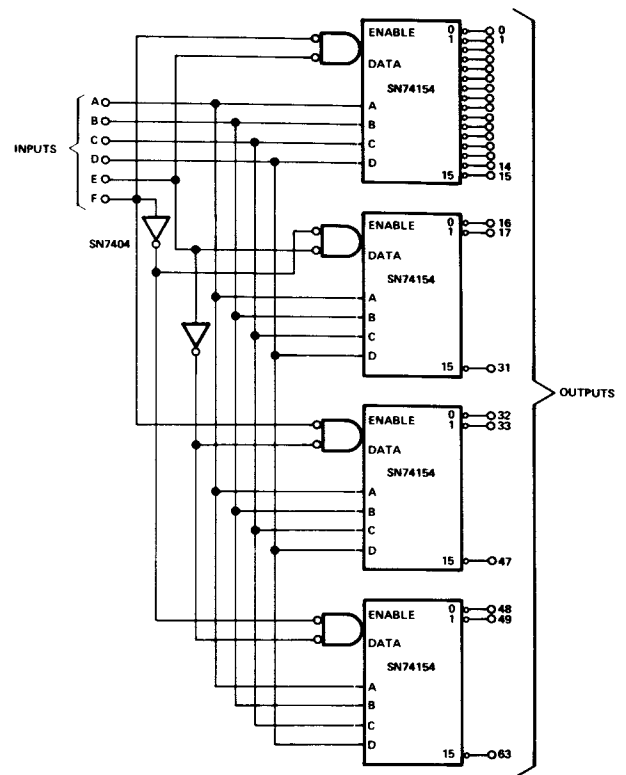 INPUTS
A
B
C
D
E
F
SN7404
ENABLE
DATA
SN74154
A
B
C
D
0
1
15
0
1
14
15
ENABLE
DATA
SN74154
A
B
C
D
0
1
15
16
17
31
ENABLE
DATA
SN74154
A
B
C
D
0
1
15
32
33
47
ENABLE
DATA
SN74154
A
B
C
D
0
1
15
48
49
63
OUTPUTS